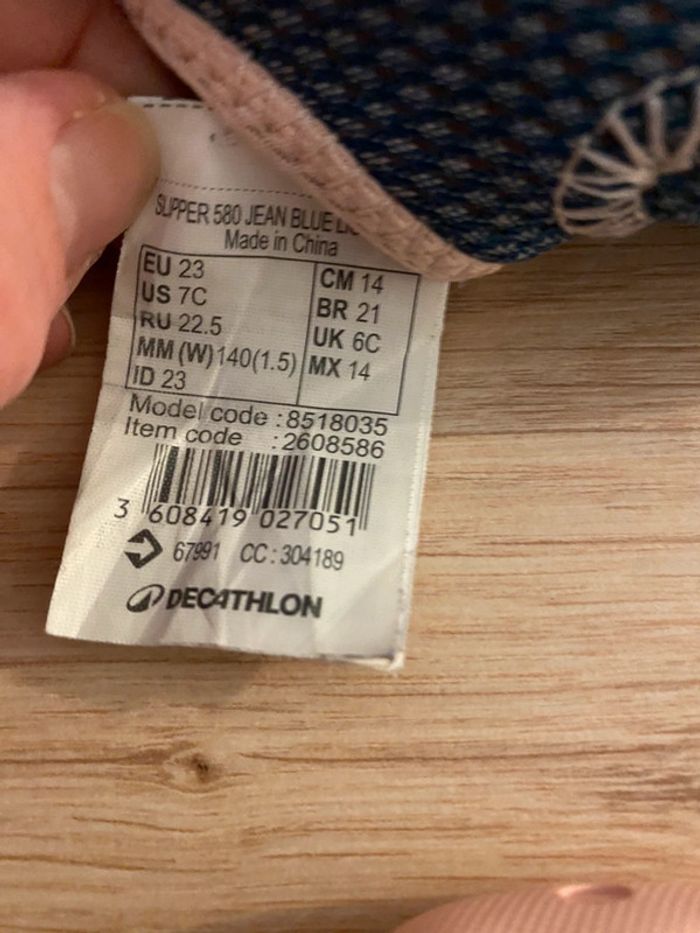 SLIPPER 580 JEAN BLUE
Made in China
EU 23
US 7C
RU 22.5
MM (W) 140(1.5)
ID 23
CM 14
BR 21
UK 6C
MX 14
Model code : 8518035
Item code : 2608586
3 608419 027051
67991 CC : 304189
DECATHLON